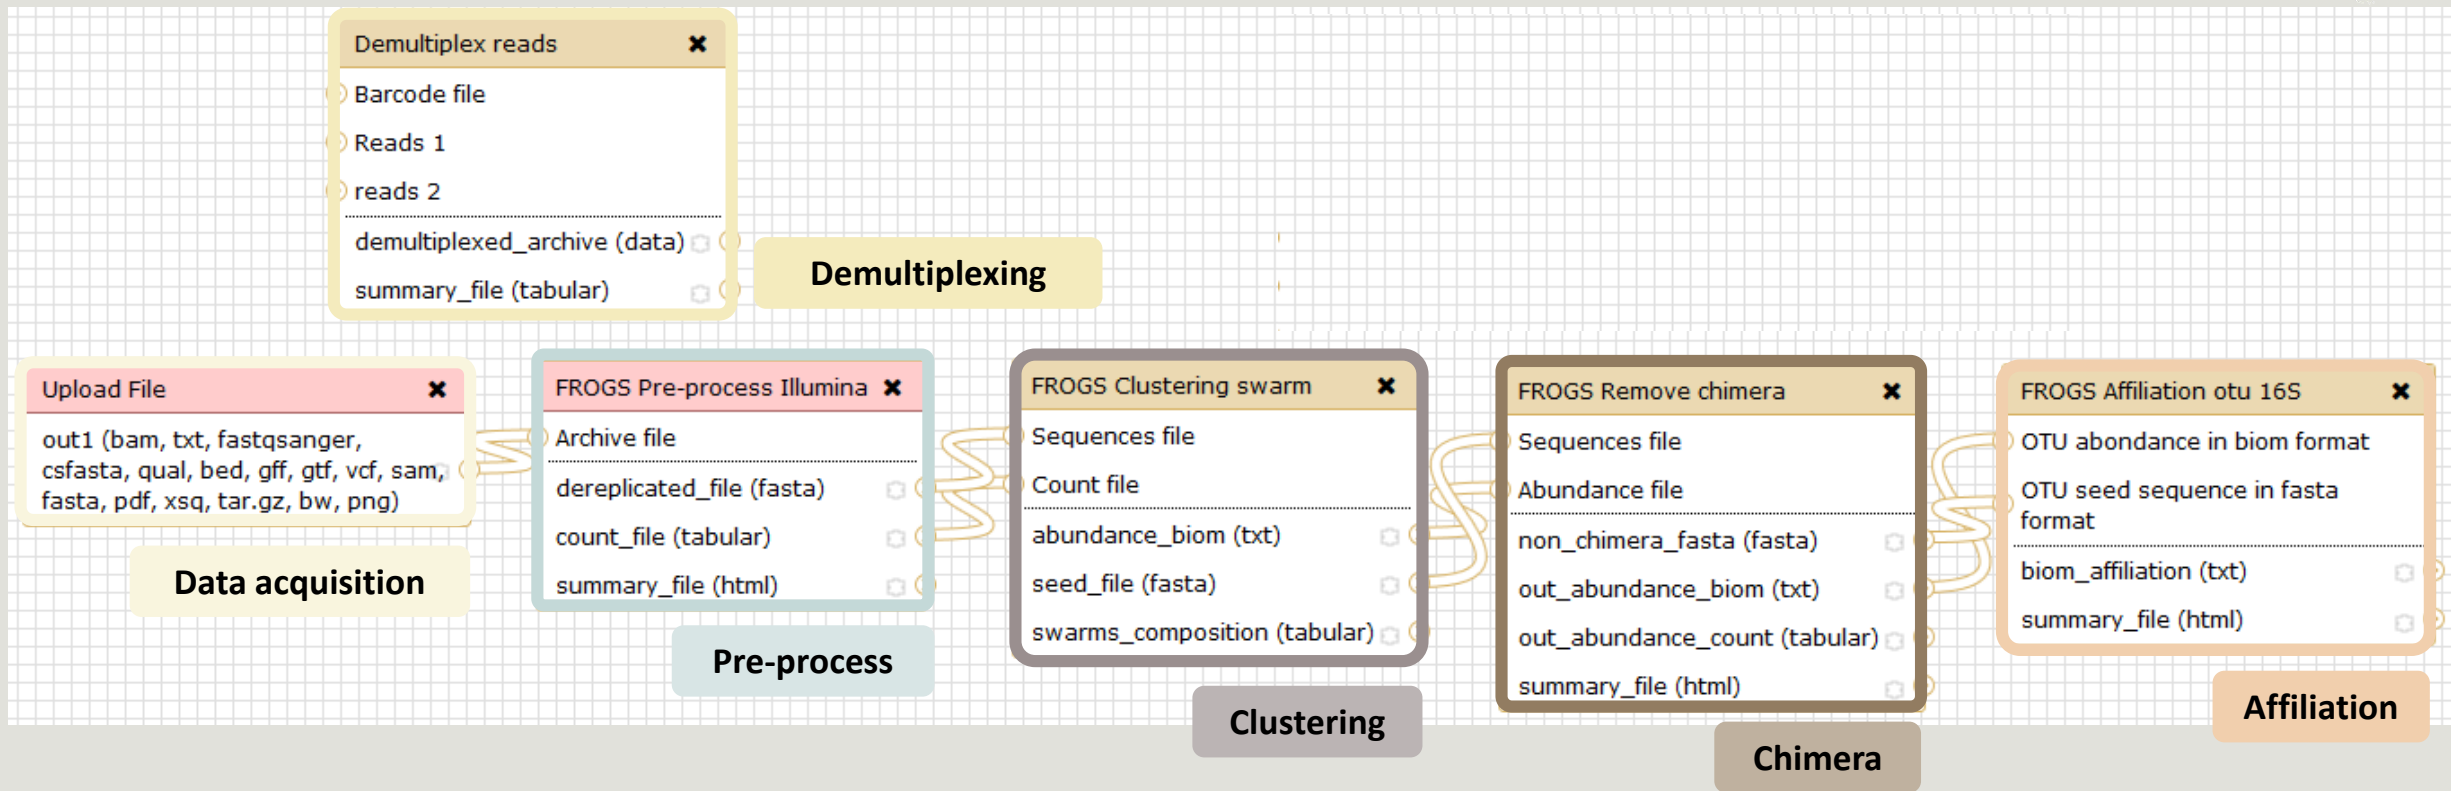 Demultiplex reads
Barcode file
Reads 1
reads 2
demultiplexed_archive (data)
summary_file (tabular)
Demultiplexing
Upload File
out1 (bam, txt, fastqsanger,
csfasta, qual, bed, gff, gtf, vcf, sam,
fasta, pdf, xsq, tar.gz, bw, png)
Data acquisition
FROGS Pre-process Illumina
Archive file
dereplicated_file (fasta)
count_file (tabular)
summary_file (html)
Pre-process
FROGS Clustering swarm
Sequences file
Count file
abundance_biom (txt)
seed_file (fasta)
swarms_composition (tabular)
Clustering
FROGS Remove chimera
Sequences file
Abundance file
non_chimera_fasta (fasta)
out_abundance_biom (txt)
out_abundance_count (tabular)
summary_file (html)
Chimera
FROGS Affiliation otu 16S
OTU abondance in biom format
OTU seed sequence in fasta
format
biom_affiliation (txt)
summary_file (html)
Affiliation